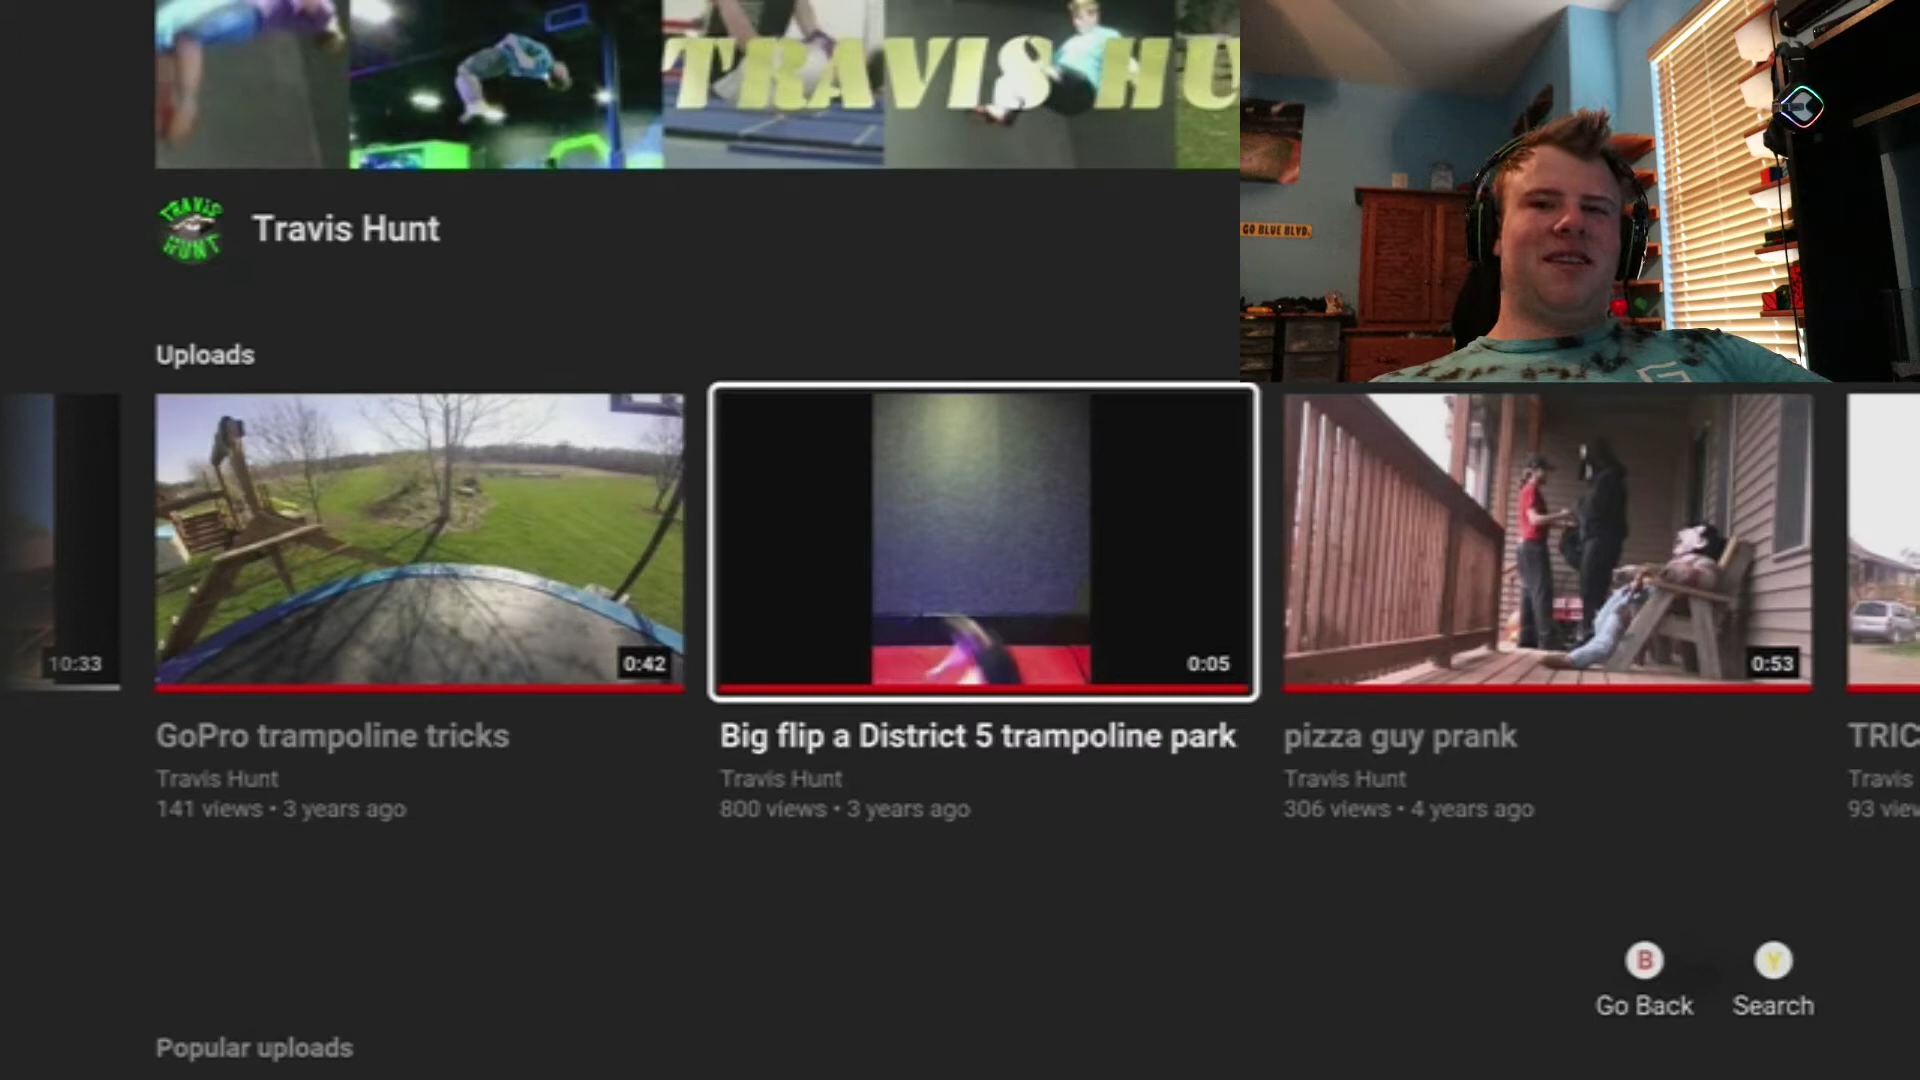 TRAVIS HU
TRAVIS
HUNT
Travis Hunt
GO BLUE BLVD.
Uploads
10:33
0:42
0:05
0:53
GoPro trampoline tricks
Travis Hunt
141 views • 3 years ago
Big flip a District 5 trampoline park
Travis Hunt
800 views • 3 years ago
pizza guy prank
Travis Hunt
306 views • 4 years ago
TRIC
Travis
93 view
B
Go Back
Y
Search
Popular uploads